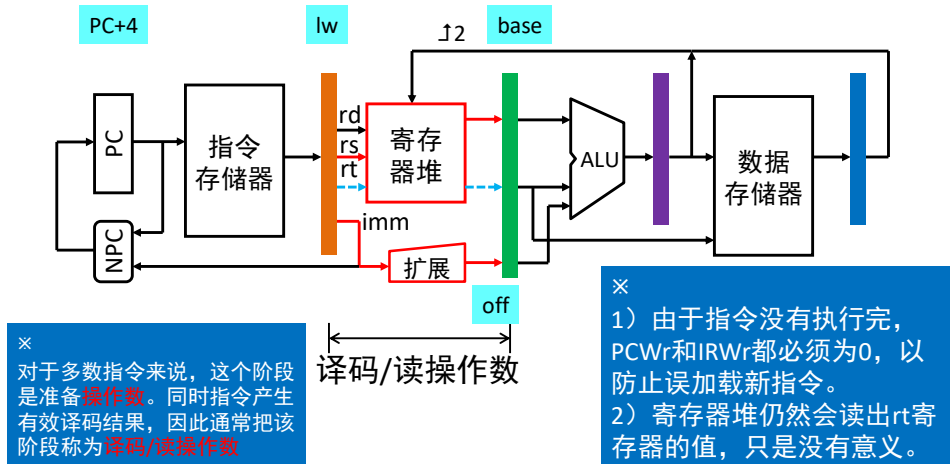 PC+4
lw
base
⮥2
PC
指令
存储器
rd
rs
rt
寄存
器堆
ALU
数据
存储器
imm
NPC
扩展
off
译码/读操作数
※
对于多数指令来说，这个阶段
是准备操作数。同时指令产生
有效译码结果，因此通常把该
阶段称为译码/读操作数
※
1）由于指令没有执行完，
PCWr和IRWr都必须为0，以
防止误加载新指令。
2）寄存器堆仍然会读出rt寄
存器的值，只是没有意义。